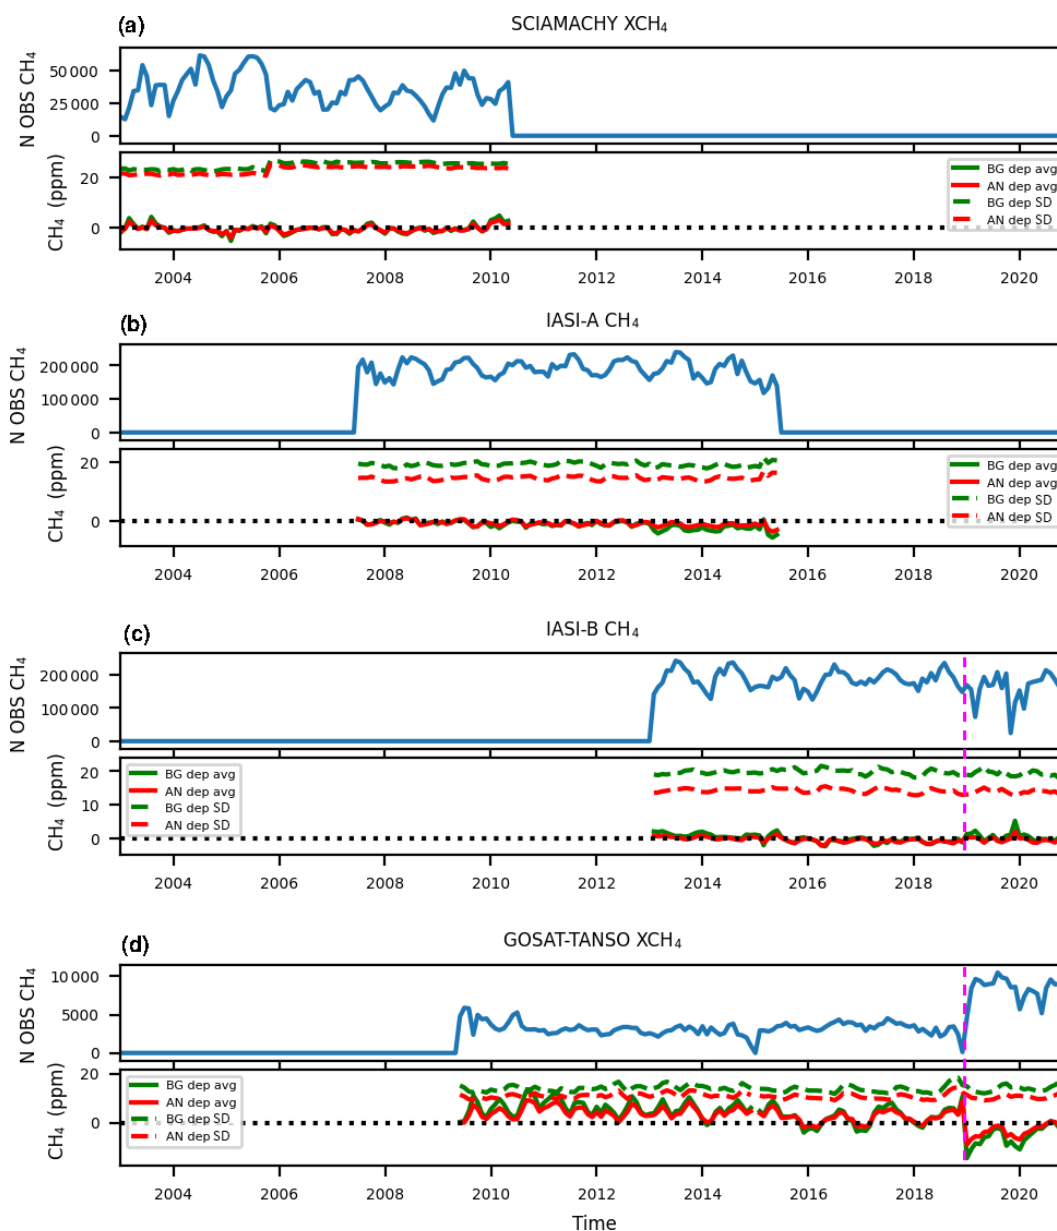 (a)
SCIAMACHY XCH₄
N OBS CH₄
50 000
25 000
0
CH₄ (ppm)
20
0
BG dep avg
AN dep avg
BG dep SD
AN dep SD
2004 2006 2008 2010 2012 2014 2016 2018 2020
(b)
IASI-A CH₄
N OBS CH₄
200 000
100 000
0
CH₄ (ppm)
20
0
BG dep avg
AN dep avg
BG dep SD
AN dep SD
2004 2006 2008 2010 2012 2014 2016 2018 2020
(c)
IASI-B CH₄
N OBS CH₄
200 000
100 000
0
CH₄ (ppm)
20
10
0
BG dep avg
AN dep avg
BG dep SD
AN dep SD
2004 2006 2008 2010 2012 2014 2016 2018 2020
(d)
GOSAT-TANSO XCH₄
N OBS CH₄
10 000
5000
0
CH₄ (ppm)
20
0
BG dep avg
AN dep avg
BG dep SD
AN dep SD
2004 2006 2008 2010 2012 2014 2016 2018 2020
Time